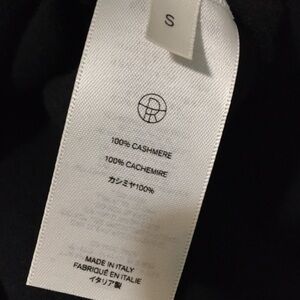 S
100% CASHMERE
100% CACHEMIRE
カシミヤ100%
MADE IN ITALY
FABRIQUÉ EN ITALIE
イタリア製